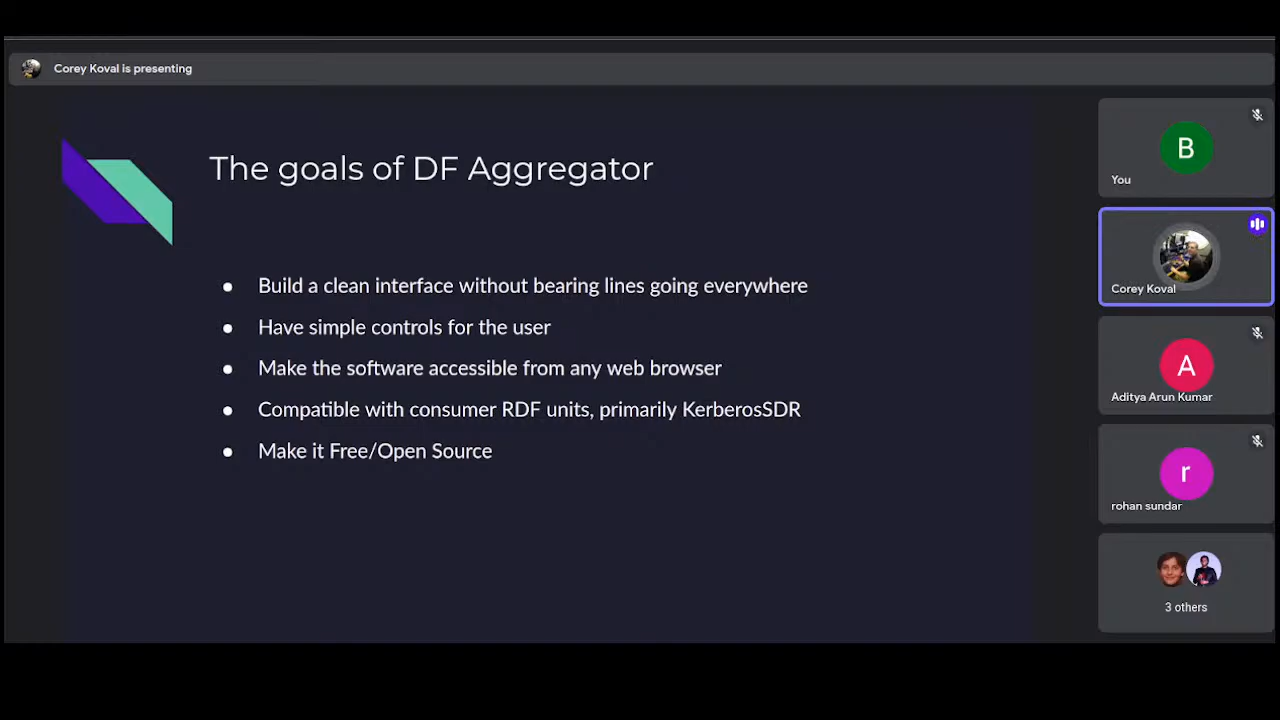 Corey Koval is presenting
The goals of DF Aggregator
Build a clean interface without bearing lines going everywhere
Have simple controls for the user
Make the software accessible from any web browser
Compatible with consumer RDF units, primarily KerberosSDR
Make it Free/Open Source
B
You
Corey Koval
A
Aditya Arun Kumar
r
rohan sundar
3 others